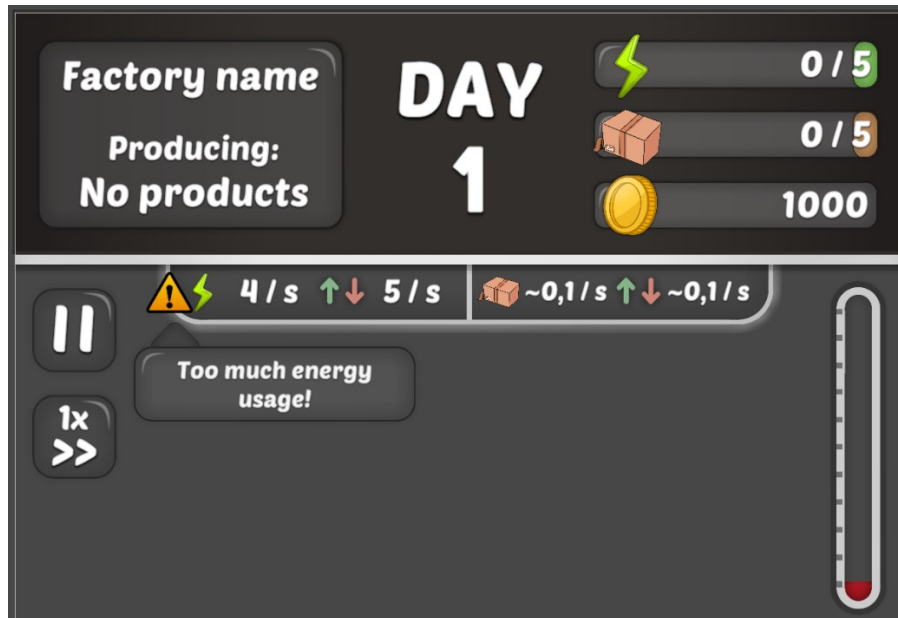 Factory name
Producing:
No products
DAY
1
0 / 5
0 / 5
1000
4 / s 5 / s
~0,1 / s ~0,1 / s
Too much energy
usage!
1x
>>